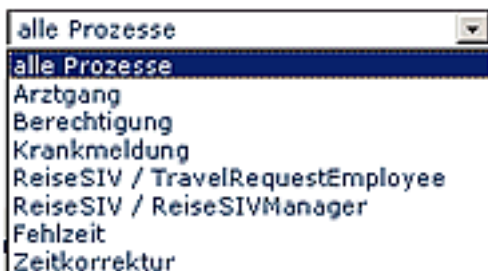 alle Prozesse
alle Prozesse
Arztgang
Berechtigung
Krankmeldung
ReiseSIV / TravelRequestEmployee
ReiseSIV / ReiseSIVManager
Fehlzeit
Zeitkorrektur